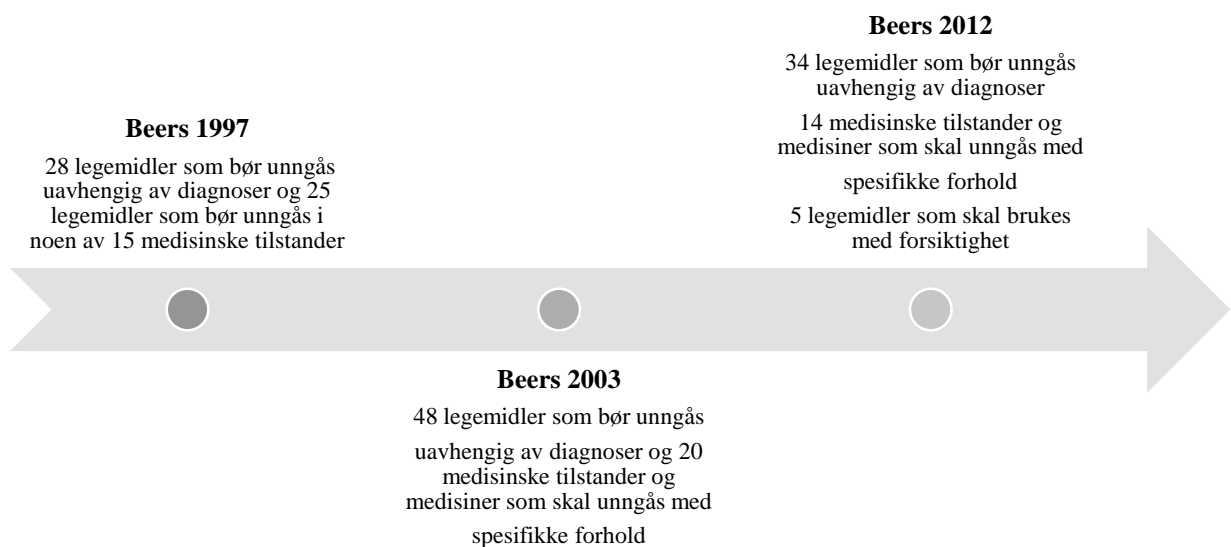 Beers 1997
28 legemidler som bør unngås
uavhengig av diagnoser og 25
legemidler som bør unngås i
noen av 15 medisinske tilstander
Beers 2003
48 legemidler som bør unngås
uavhengig av diagnoser og 20
medisinske tilstander og
medisiner som skal unngås med
spesifikke forhold
Beers 2012
34 legemidler som bør unngås
uavhengig av diagnoser
14 medisinske tilstander og
medisiner som skal unngås med
spesifikke forhold
5 legemidler som skal brukes
med forsiktighet